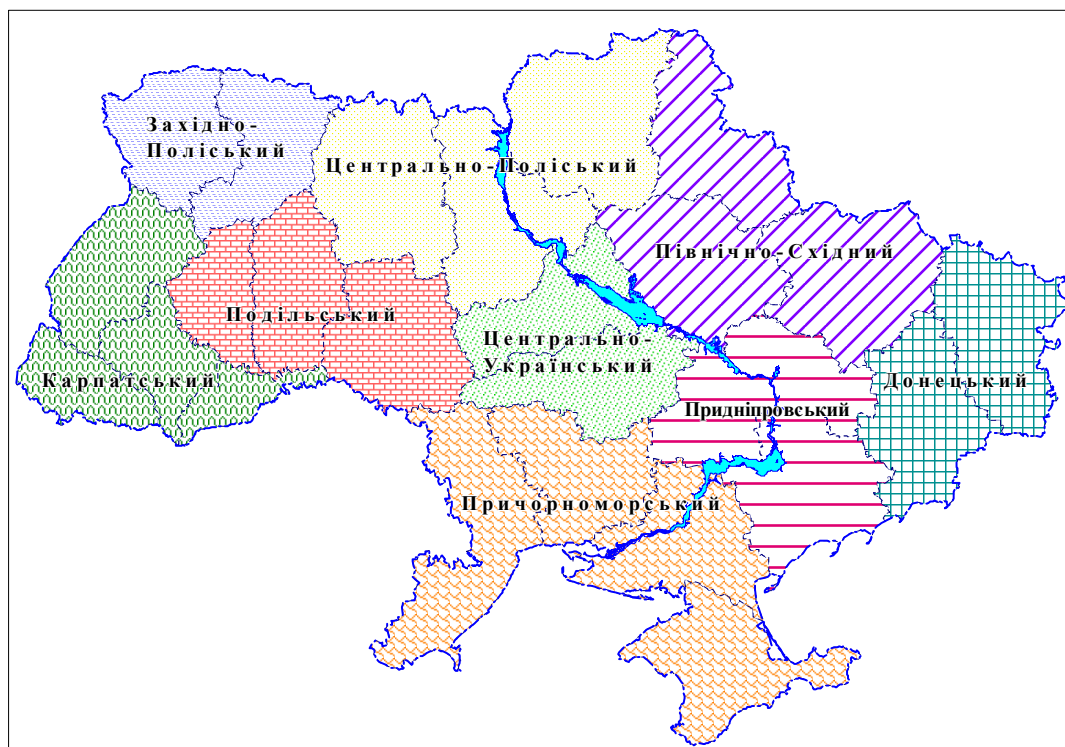 Західно-
Поліський
Центрально-Поліський
Північно-Східний
Подільський
Центрально-
Український
Карпатський
Донецький
Придніпровський
Причорноморський